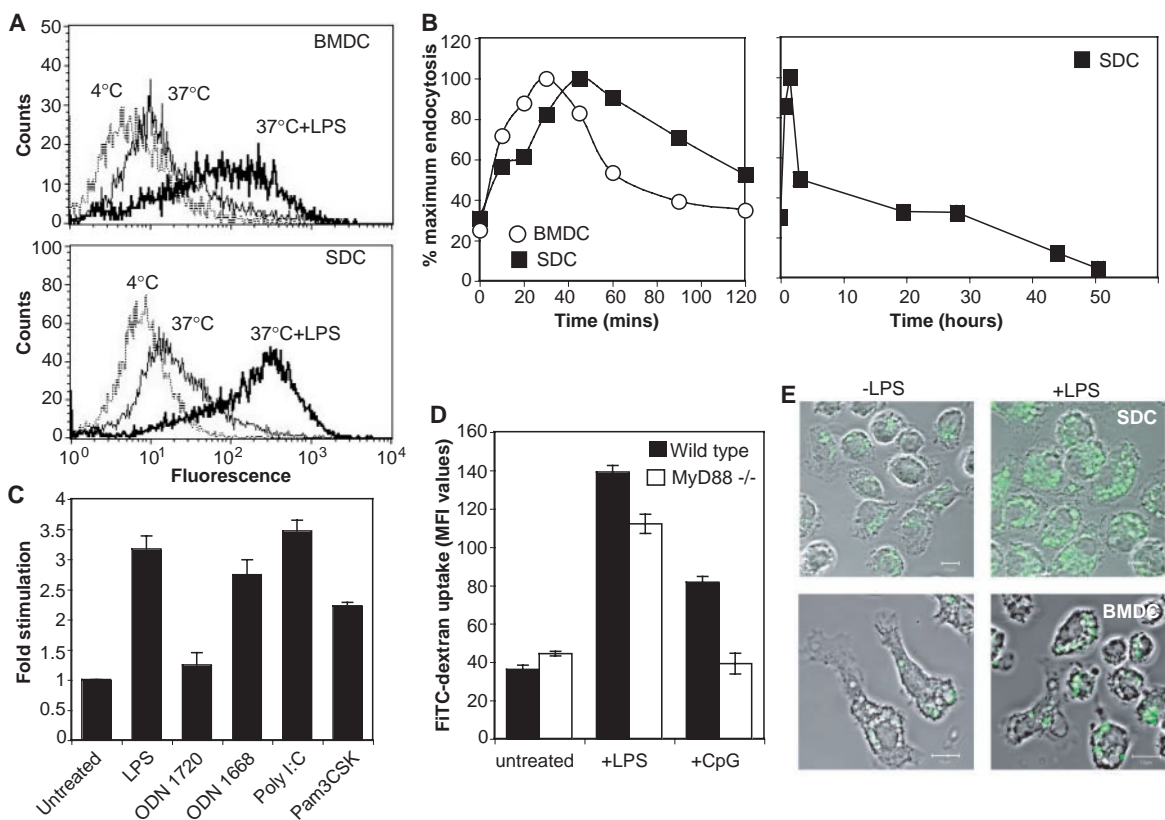 A
BMDC
4°C
37°C
37°C+LPS
Counts
50
40
30
20
10
0
10⁰ 10¹ 10² 10³ 10⁴
SDC
4°C
37°C
37°C+LPS
Counts
100
80
60
40
20
0
10⁰ 10¹ 10² 10³ 10⁴
Fluorescence
B
% maximum endocytosis
120
100
80
60
40
20
0
BMDC
SDC
0 20 40 60 80 100 120
Time (mins)
SDC
0 10 20 30 40 50
Time (hours)
C
Fold stimulation
4
3.5
3
2.5
2
1.5
1
0.5
0
Untreated
LPS
ODN 1720
ODN 1668
Poly I:C
Pam3CSK
D
FiTC-dextran uptake (MFI values)
160
140
120
100
80
60
40
20
0
Wild type
MyD88 -/-
untreated
+LPS
+CpG
E
-LPS
+LPS
SDC
BMDC